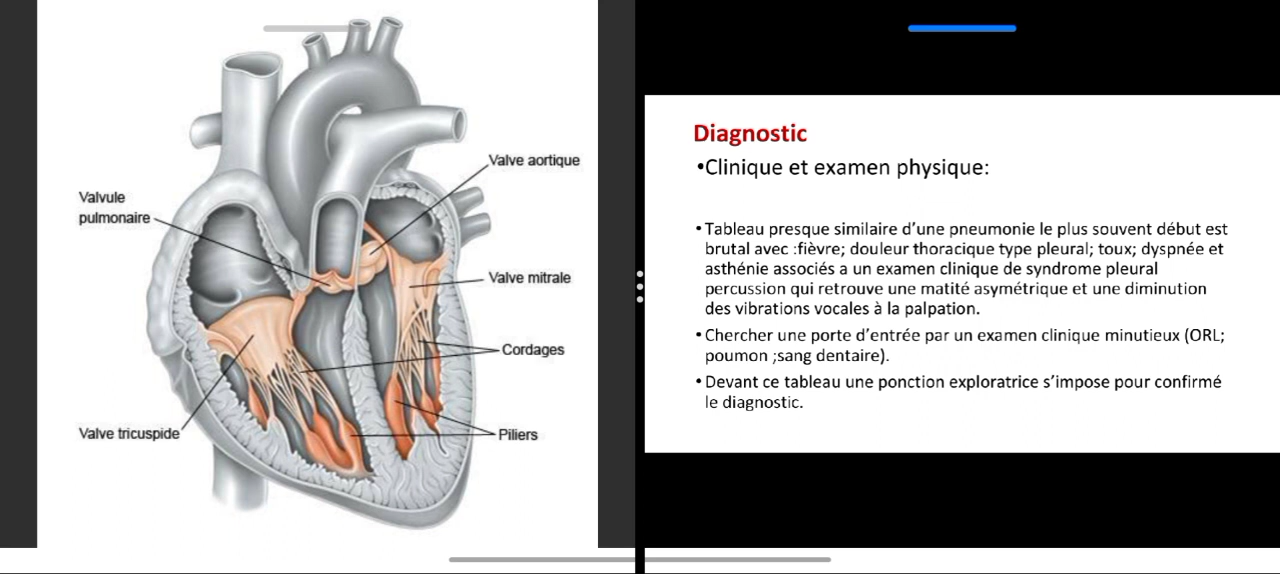 Valve aortique
Valvule
pulmonaire
Valve mitrale
Cordages
Valve tricuspide
Piliers
Diagnostic
•Clinique et examen physique:
• Tableau presque similaire d’une pneumonie le plus souvent début est
brutal avec :fièvre; douleur thoracique type pleural; toux; dyspnée et
asthénie associés a un examen clinique de syndrome pleural
percussion qui retrouve une matité asymétrique et une diminution
des vibrations vocales à la palpation.
• Chercher une porte d’entrée par un examen clinique minutieux (ORL;
poumon ;sang dentaire).
• Devant ce tableau une ponction exploratrice s’impose pour confirmé
le diagnostic.